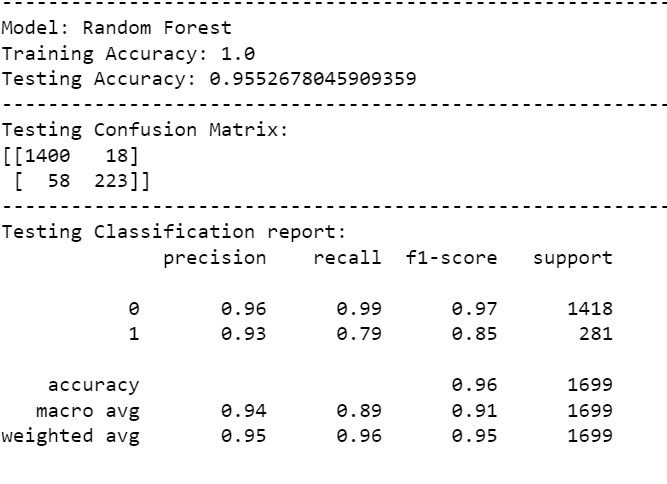 --------------------------------------------------------
Model: Random Forest
Training Accuracy: 1.0
Testing Accuracy: 0.9552678045909359
--------------------------------------------------------
Testing Confusion Matrix:
[[1400   18]
 [  58  223]]
--------------------------------------------------------
Testing Classification report:
              precision    recall  f1-score   support

           0       0.96      0.99      0.97      1418
           1       0.93      0.79      0.85       281

    accuracy                           0.96      1699
   macro avg       0.94      0.89      0.91      1699
weighted avg       0.95      0.96      0.95      1699